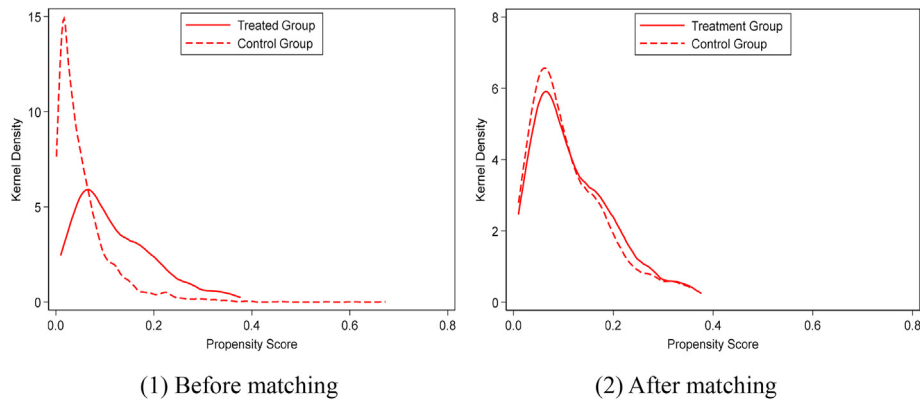 Treated Group
Control Group
Kernel Density
15
10
5
0
0.0 0.2 0.4 0.6 0.8
Propensity Score
(1) Before matching
Treatment Group
Control Group
Kernel Density
8
6
4
2
0
0.0 0.2 0.4 0.6 0.8
Propensity Score
(2) After matching